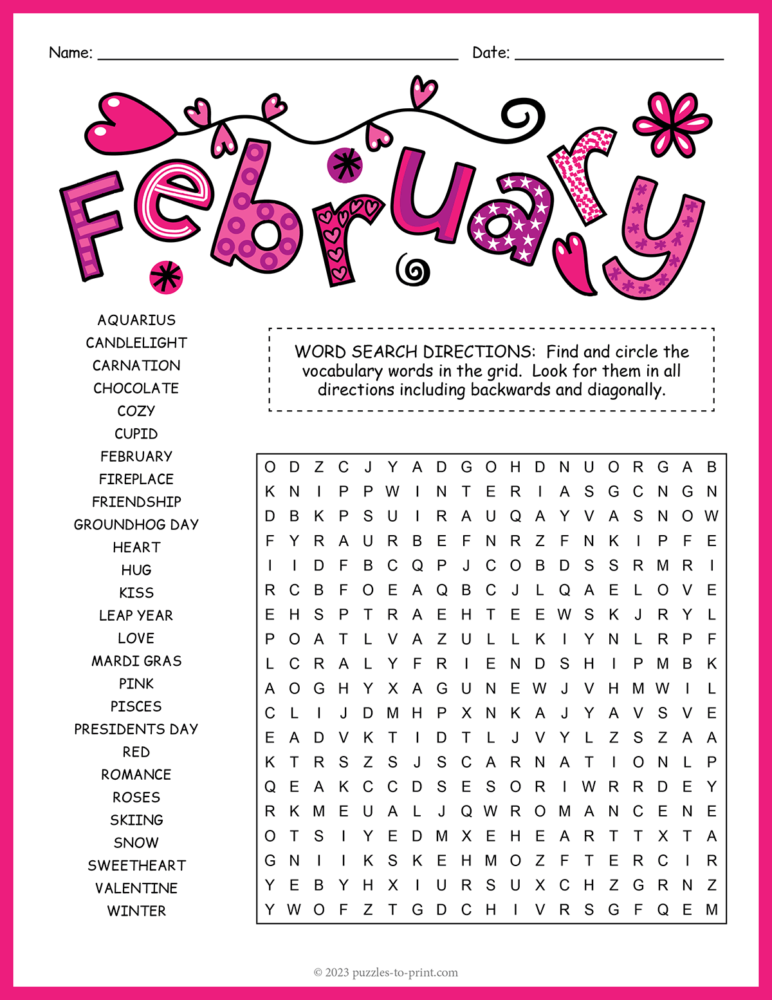 Name: Date:
February
AQUARIUS
CANDLELIGHT
CARNATION
CHOCOLATE
COZY
CUPID
FEBRUARY
FIREPLACE
FRIENDSHIP
GROUNDHOG DAY
HEART
HUG
KISS
LEAP YEAR
LOVE
MARDI GRAS
PINK
PISCES
PRESIDENTS DAY
RED
ROMANCE
ROSES
SKIING
SNOW
SWEETHEART
VALENTINE
WINTER
WORD SEARCH DIRECTIONS: Find and circle the
vocabulary words in the grid. Look for them in all
directions including backwards and diagonally.
O D Z C J Y A D G O H D N U O R G A B
K N I P P W I N T E R I A S G C N G N
D B K P S U I R A U Q A Y V A S N O W
F Y R A U R B E F N R Z F N K I P F E
I I D F B C Q P J C O B D S S R M R I
R C B F O E A Q B C J L Q A E L O V E
E H S P T R A E H T E E W S K J R Y L
P O A T L V A Z U L L K I Y N L R P F
L C R A L Y F R I E N D S H I P M B K
A O G H Y X A G U N E W J V H M W I L
C L I J D M H P X N K A J Y A V S V E
E A D V K T I D T L J V Y L Z S Z A A
K T R S Z S J S C A R N A T I O N L P
Q E A K C C D S E S O R I W R R D E Y
R K M E U A L J Q W R O M A N C E N E
O T S I Y E D M X E H E A R T T X T A
G N I I K S K E H M O Z F T E R C I R
Y E B Y H X I U R S U X C H Z G R N Z
Y W O F Z T G D C H I V R S G F Q E M
© 2023 puzzles-to-print.com